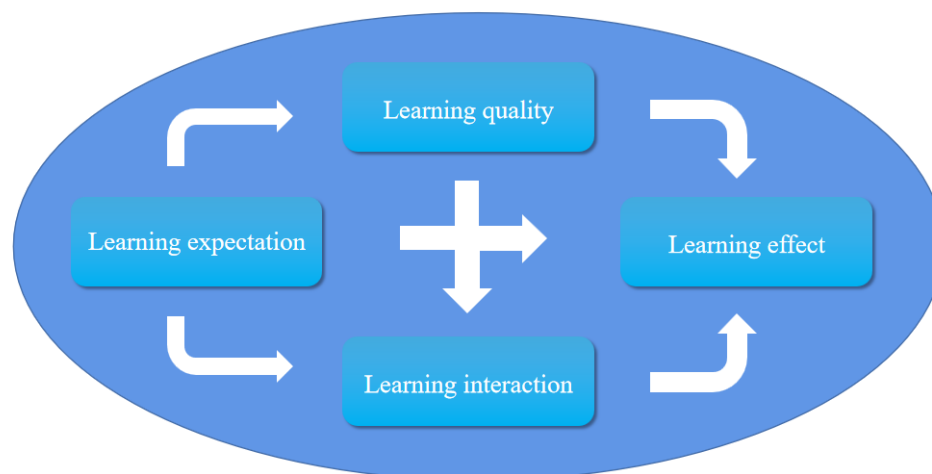 Learning quality
Learning expectation
Learning effect
Learning interaction